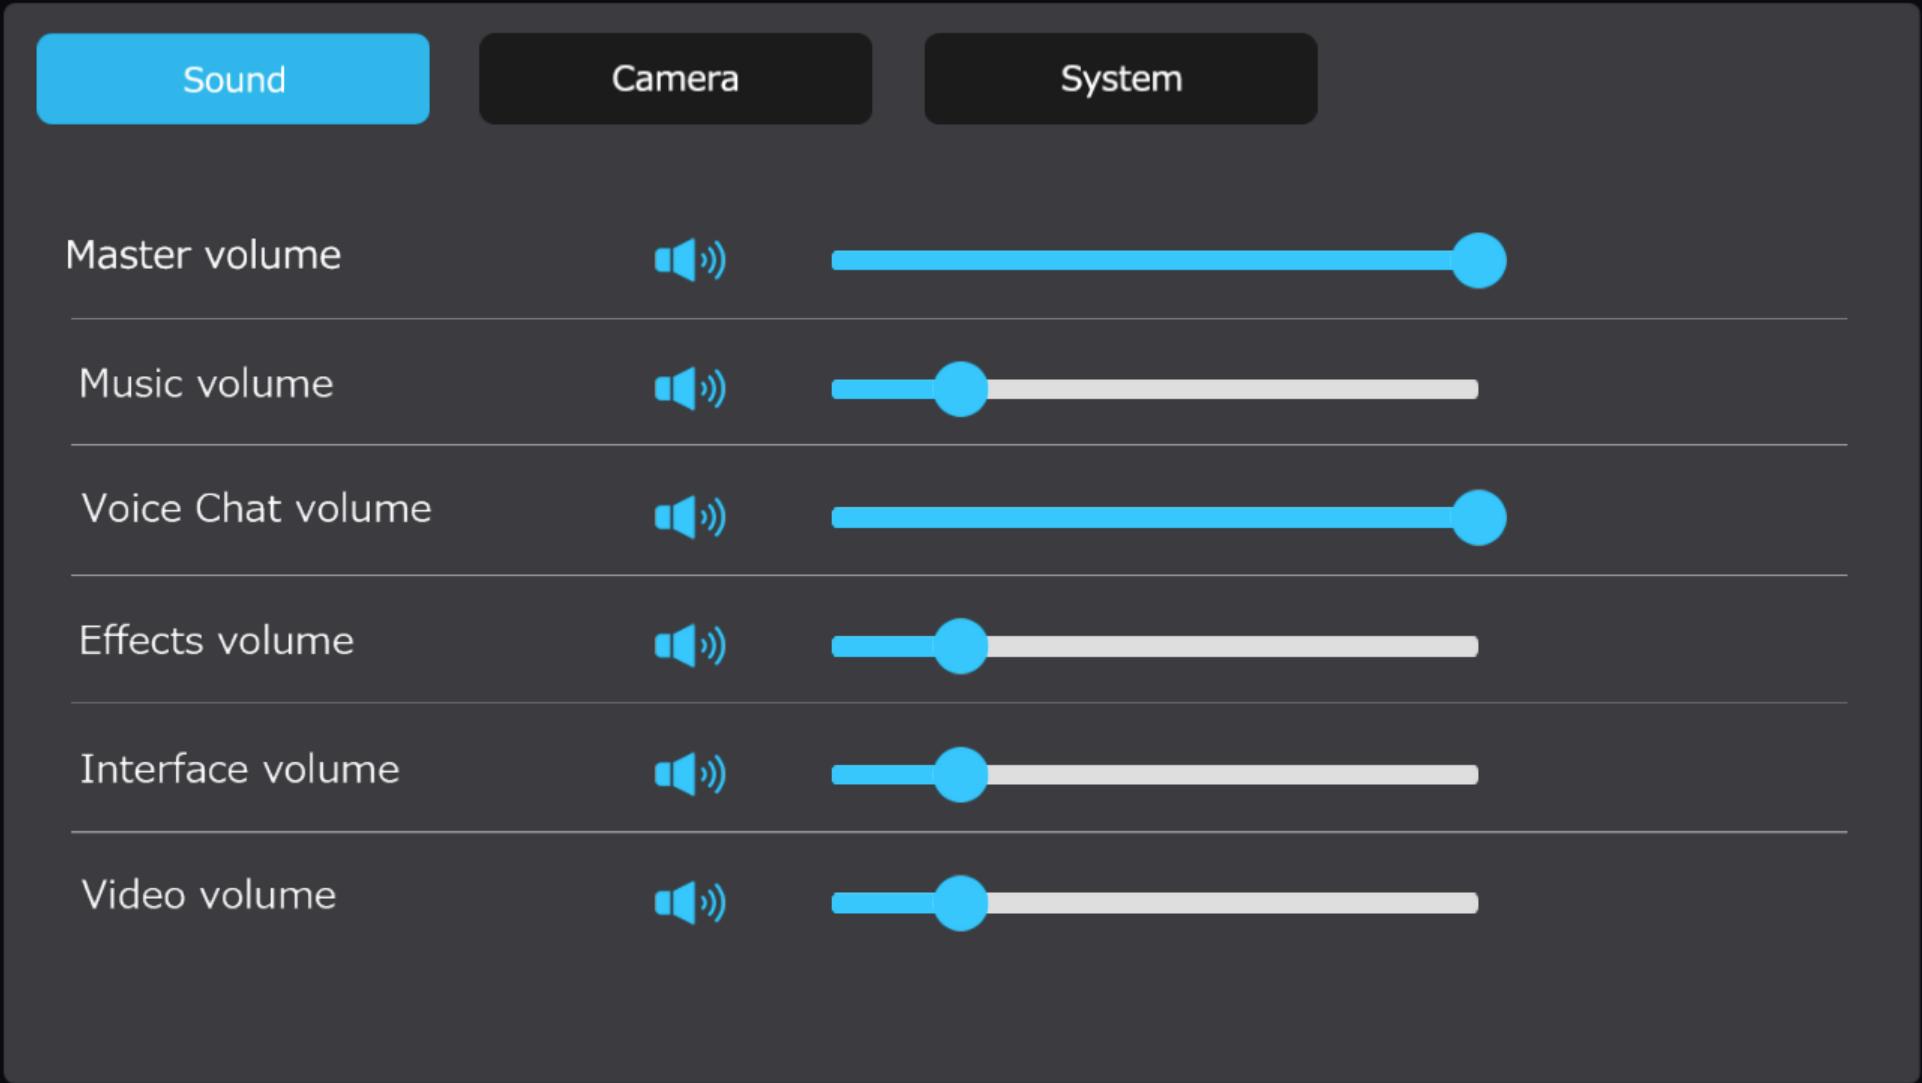 Sound
Camera
System
Master volume
Music volume
Voice Chat volume
Effects volume
Interface volume
Video volume